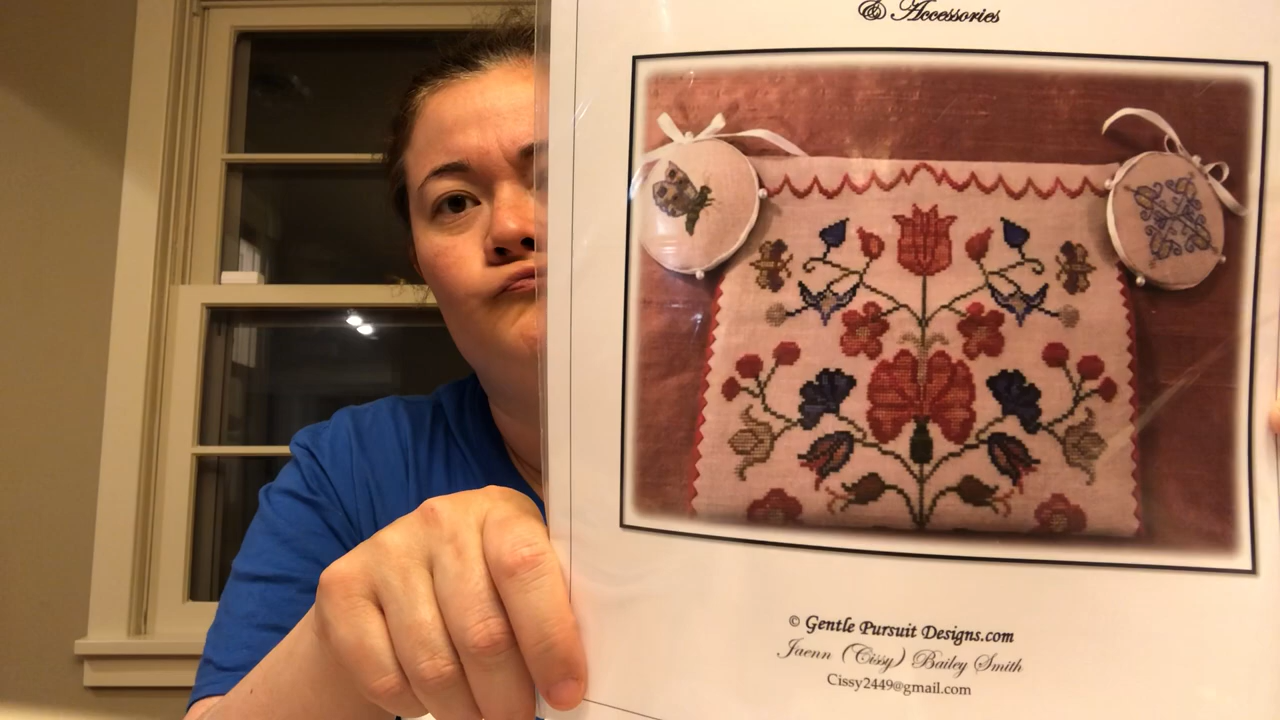 & Accessories
© Gentle Pursuit Designs.com
Jaenn (Cissy) Bailey Smith
Cissy2449@gmail.com